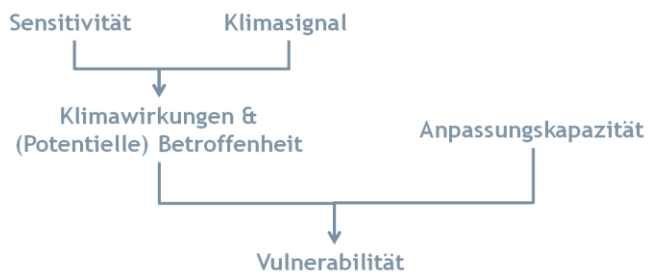 Sensitivität
Klimasignal
Klimawirkungen &
(Potentielle) Betroffenheit
Anpassungskapazität
Vulnerabilität